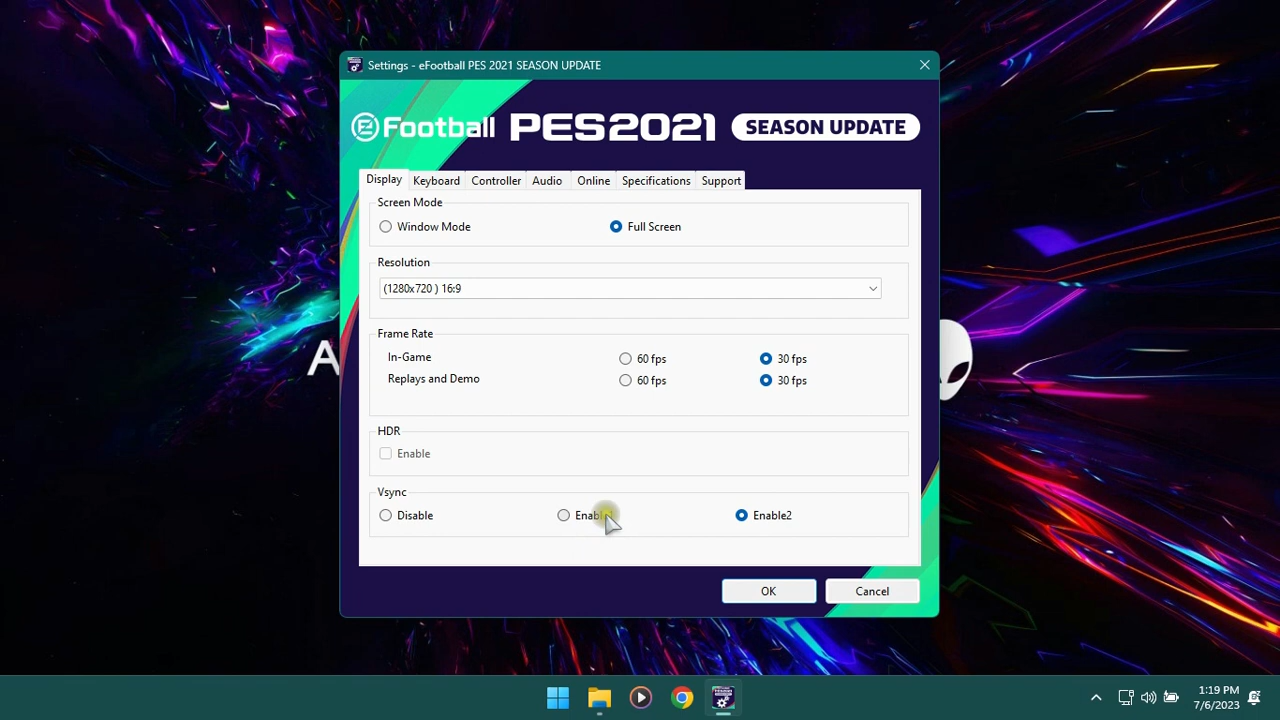 Settings - eFootball PES 2021 SEASON UPDATE
eFootball PES2021 SEASON UPDATE
Display Keyboard Controller Audio Online Specifications Support
Screen Mode
Window Mode Full Screen
Resolution
(1280x720 ) 16:9
Frame Rate
In-Game 60 fps 30 fps
Replays and Demo 60 fps 30 fps
HDR
Enable
Vsync
Disable Enable2
OK Cancel
A
1:19 PM
7/6/2023